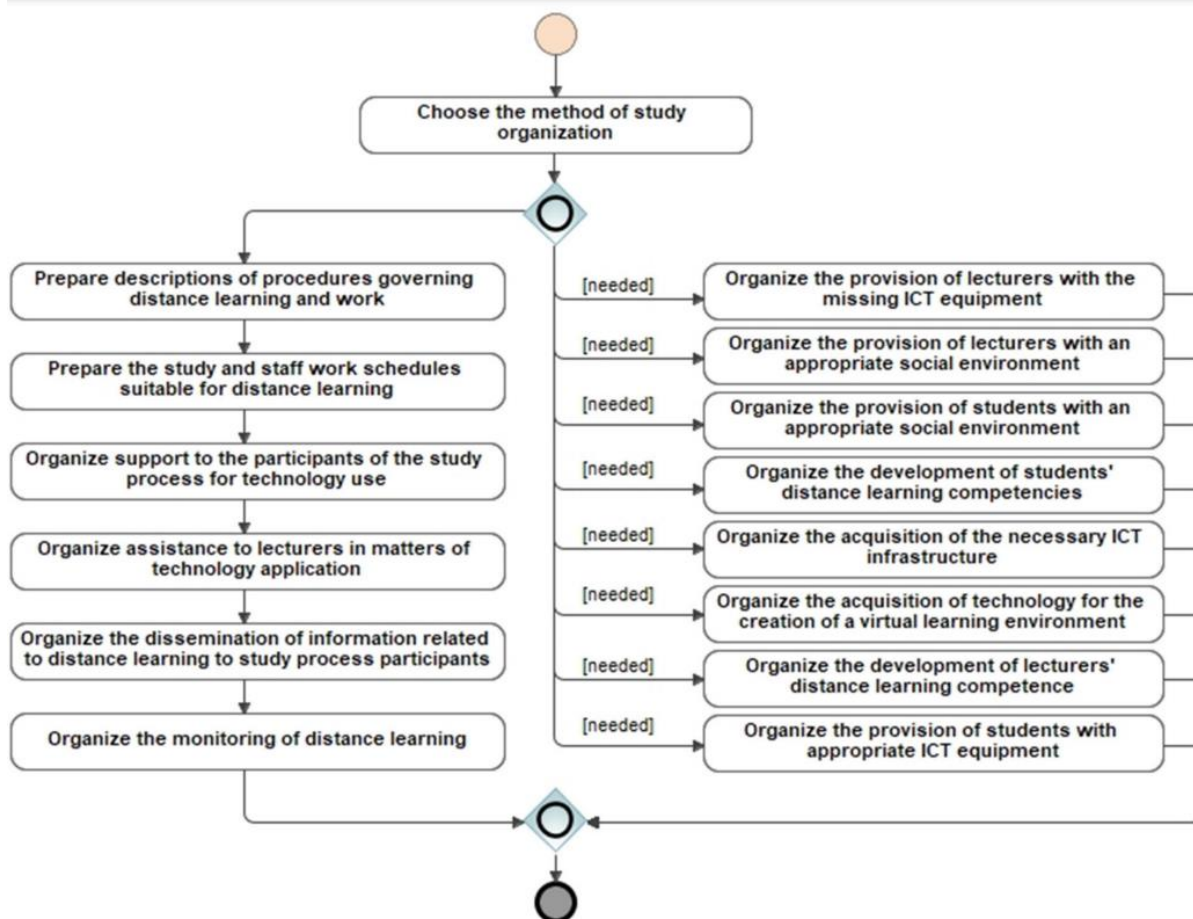 Choose the method of study
organization
Prepare descriptions of procedures governing
distance learning and work
Prepare the study and staff work schedules
suitable for distance learning
Organize support to the participants of the study
process for technology use
Organize assistance to lecturers in matters of
technology application
Organize the dissemination of information related
to distance learning to study process participants
Organize the monitoring of distance learning
[needed]
Organize the provision of lecturers with the
missing ICT equipment
[needed]
Organize the provision of lecturers with an
appropriate social environment
[needed]
Organize the provision of students with an
appropriate social environment
[needed]
Organize the development of students'
distance learning competencies
[needed]
Organize the acquisition of the necessary ICT
infrastructure
[needed]
Organize the acquisition of technology for the
creation of a virtual learning environment
[needed]
Organize the development of lecturers'
distance learning competence
[needed]
Organize the provision of students with
appropriate ICT equipment